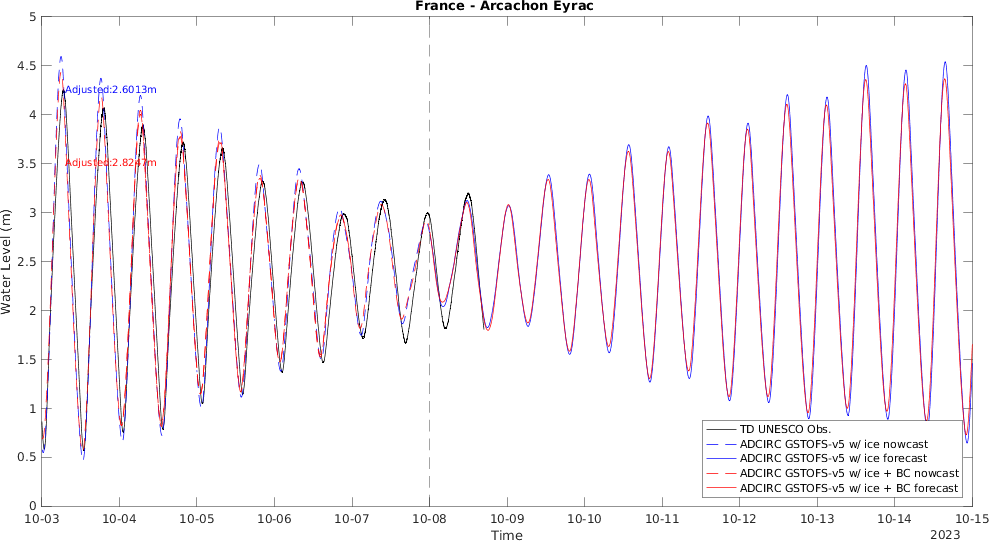 France - Arcachon Eyrac
5
4.5
4
3.5
3
2.5
2
1.5
1
0.5
0
Water Level (m)
Adjusted:2.6013m
Adjusted:2.8247m
TD UNESCO Obs.
ADCIRC GSTOFS-v5 w/ ice nowcast
ADCIRC GSTOFS-v5 w/ ice forecast
ADCIRC GSTOFS-v5 w/ ice + BC nowcast
ADCIRC GSTOFS-v5 w/ ice + BC forecast
10-03 10-04 10-05 10-06 10-07 10-08 10-09 10-10 10-11 10-12 10-13 10-14 10-15
Time
2023